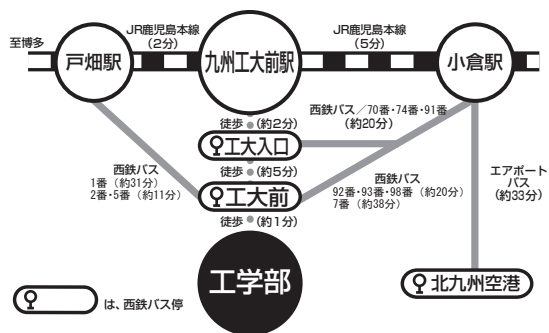 JR鹿児島本線
(2分)
JR鹿児島本線
(5分)
至博多
戸畑駅
九州工大前駅
小倉駅
徒歩 (約2分)
西鉄バス／70番・74番・91番
(約20分)
工大入口
徒歩 (約5分)
西鉄バス
1番 (約31分)
2番・5番 (約11分)
工大前
西鉄バス
92番・93番・98番 (約20分)
7番 (約38分)
エアポート
バス
(約33分)
徒歩 (約1分)
工学部
北九州空港
は、西鉄バス停